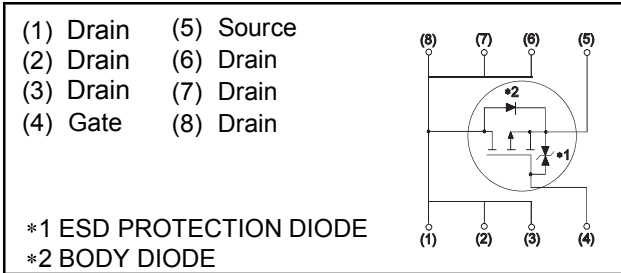 (1) Drain (5) Source
(2) Drain (6) Drain
(3) Drain (7) Drain
(4) Gate (8) Drain
(8) (7) (6) (5)
*2
*1
(1) (2) (3) (4)
*1 ESD PROTECTION DIODE
*2 BODY DIODE